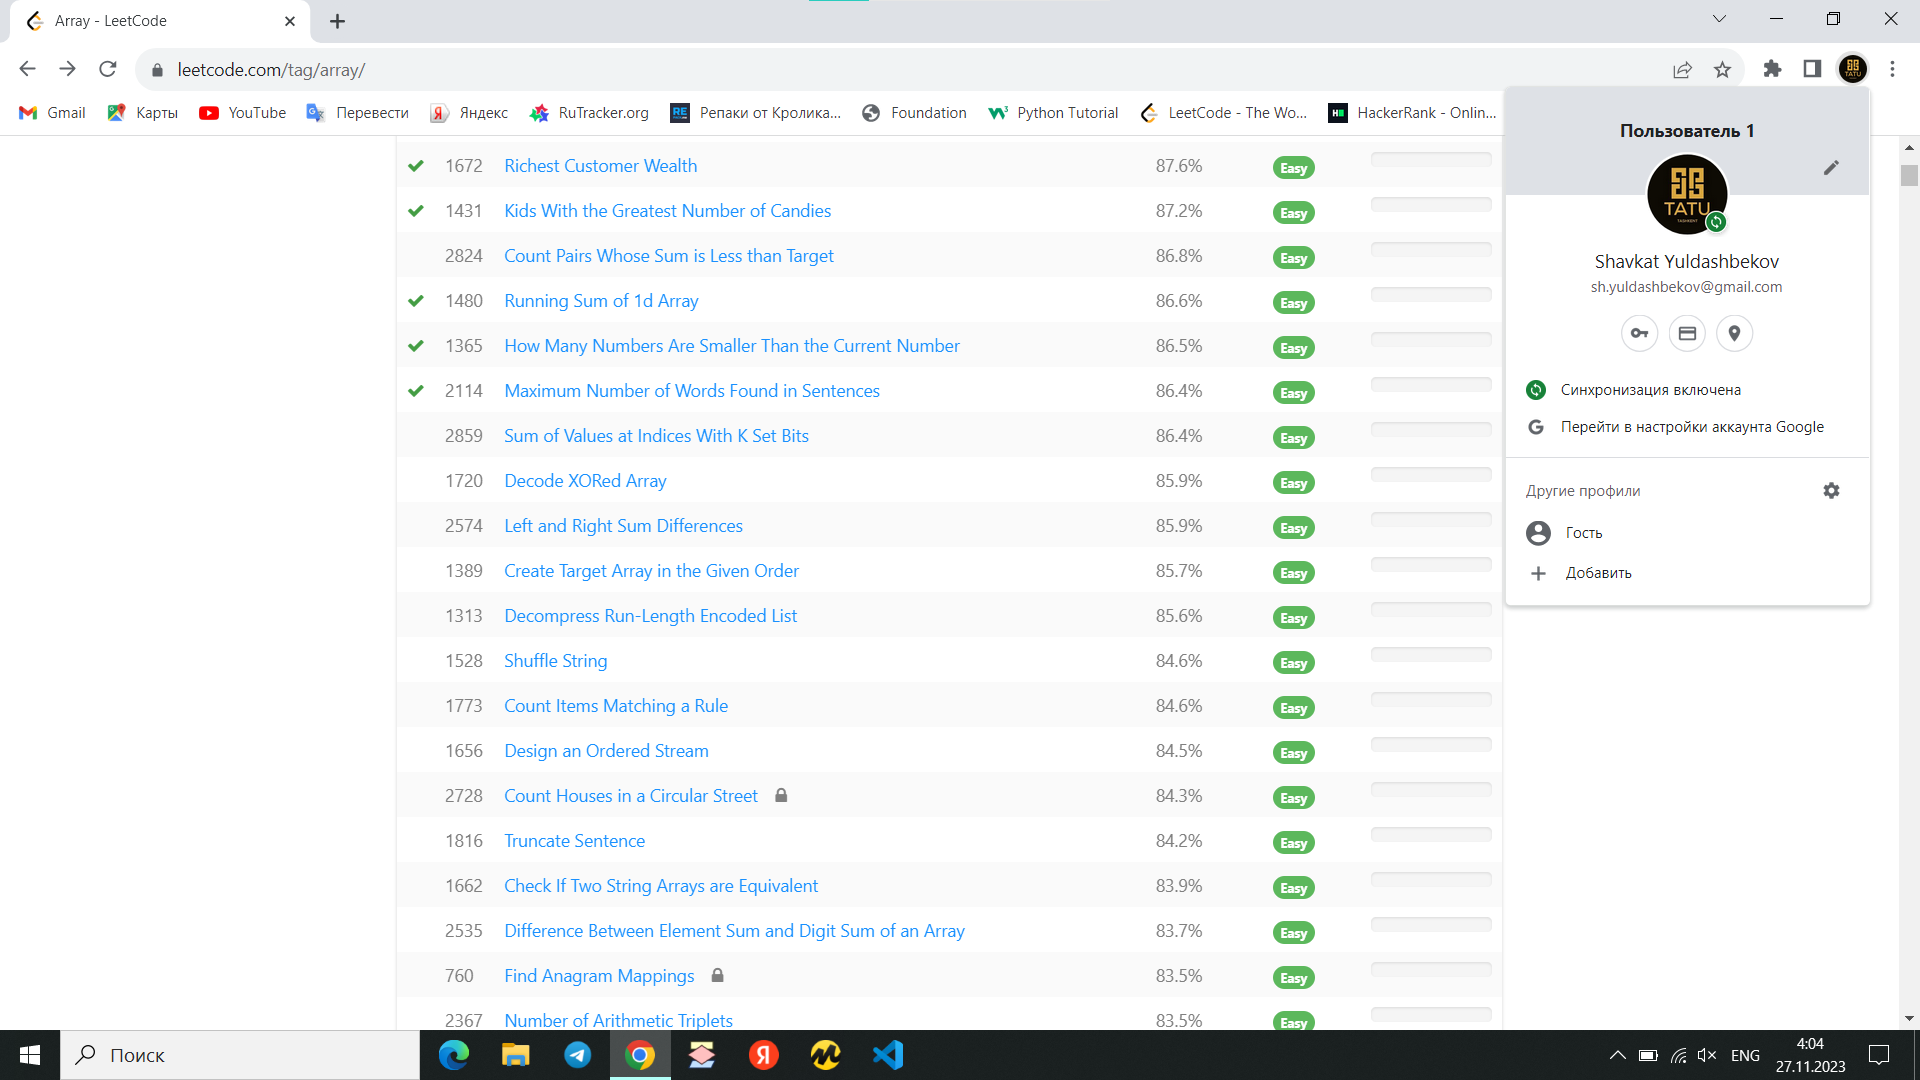 Array - LeetCode
leetcode.com/tag/array/
Gmail Карты YouTube Перевести Яндекс RuTracker.org Репаки от Кролика... Foundation Python Tutorial LeetCode - The Wo... HackerRank - Onlin...
1672 Richest Customer Wealth 87.6% Easy
1431 Kids With the Greatest Number of Candies 87.2% Easy
2824 Count Pairs Whose Sum is Less than Target 86.8% Easy
1480 Running Sum of 1d Array 86.6% Easy
1365 How Many Numbers Are Smaller Than the Current Number 86.5% Easy
2114 Maximum Number of Words Found in Sentences 86.4% Easy
2859 Sum of Values at Indices With K Set Bits 86.4% Easy
1720 Decode XORed Array 85.9% Easy
2574 Left and Right Sum Differences 85.9% Easy
1389 Create Target Array in the Given Order 85.7% Easy
1313 Decompress Run-Length Encoded List 85.6% Easy
1528 Shuffle String 84.6% Easy
1773 Count Items Matching a Rule 84.6% Easy
1656 Design an Ordered Stream 84.5% Easy
2728 Count Houses in a Circular Street 84.3% Easy
1816 Truncate Sentence 84.2% Easy
1662 Check If Two String Arrays are Equivalent 83.9% Easy
2535 Difference Between Element Sum and Digit Sum of an Array 83.7% Easy
760 Find Anagram Mappings 83.5% Easy
2367 Number of Arithmetic Triplets 83.5% Easy
Пользователь 1
TATU
Shavkat Yuldashbekov
sh.yuldashbekov@gmail.com
Синхронизация включена
Перейти в настройки аккаунта Google
Другие профили
Гость
Добавить
Поиск
ENG
4:04
27.11.2023